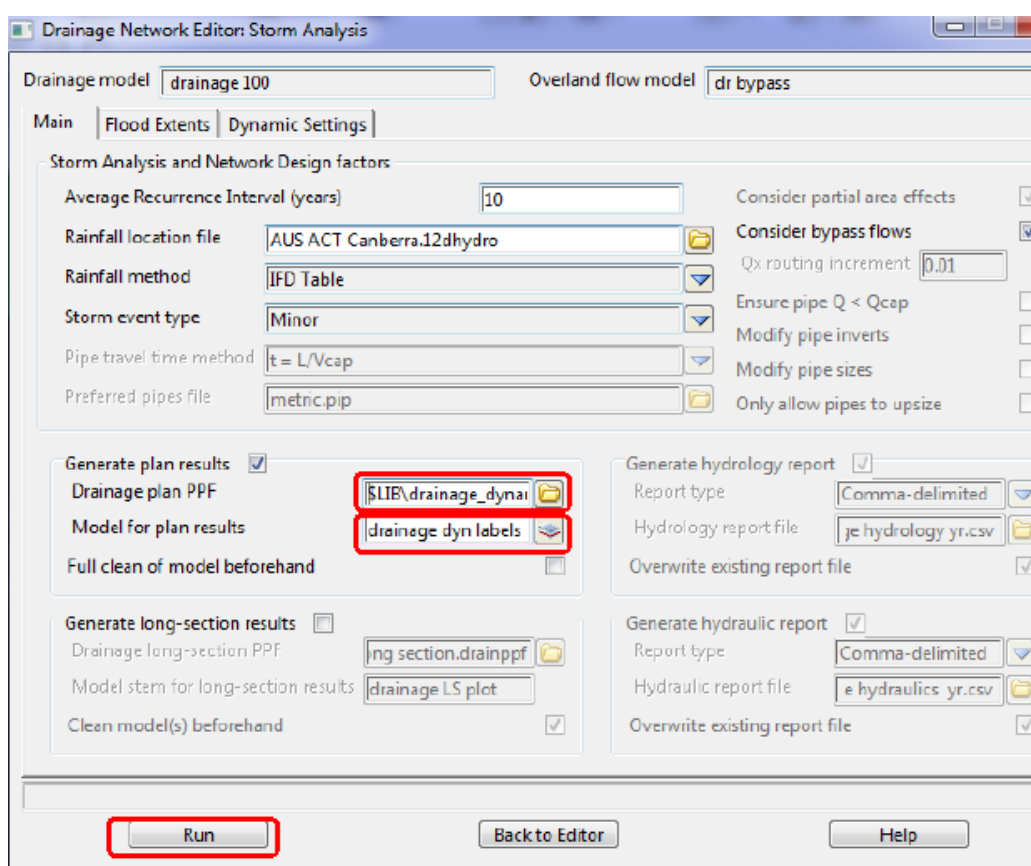 Drainage Network Editor: Storm Analysis
Drainage model drainage 100 Overland flow model dr bypass
Main Flood Extents Dynamic Settings
Storm Analysis and Network Design factors
Average Recurrence Interval (years) 10 Consider partial area effects
Rainfall location file AUS ACT Canberra.12dhydro Consider bypass flows
Rainfall method IFD Table Qx routing increment 0.01
Storm event type Minor Ensure pipe Q < Qcap
Modify pipe inverts
Pipe travel time method t = L/Vcap Modify pipe sizes
Preferred pipes file metric.pip Only allow pipes to upsize
Generate plan results Generate hydrology report
Drainage plan PPF $LIB\drainage_dynar Report type Comma-delimited
Model for plan results drainage dyn labels Hydrology report file ge hydrology yr.csv
Full clean of model beforehand Overwrite existing report file
Generate long-section results Generate hydraulic report
Drainage long-section PPF ong section.drainppf Report type Comma-delimited
Model stem for long-section results drainage LS plot Hydraulic report file e hydraulics yr.csv
Clean model(s) beforehand Overwrite existing report file
Run Back to Editor Help